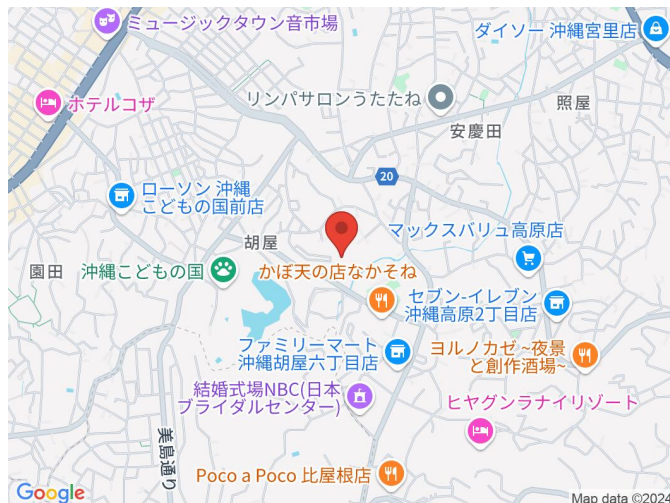 ミュージックタウン音市場
ダイソー 沖縄宮里店
ホテルコザ
リンパサロンうたたね
照屋
安慶田
20
ローソン 沖縄
こどもの国前店
マックスバリュ高原店
胡屋
園田
沖縄こどもの国
かぼ天の店なかそね
セブン-イレブン
沖縄高原2丁目店
ファミリーマート
沖縄胡屋六丁目店
ヨルノカゼ ~夜景
と創作酒場~
結婚式場NBC(日本
ブライダルセンター)
ヒヤグンラナイリゾート
美島通り
Poco a Poco 比屋根店
Google
Map data ©2024